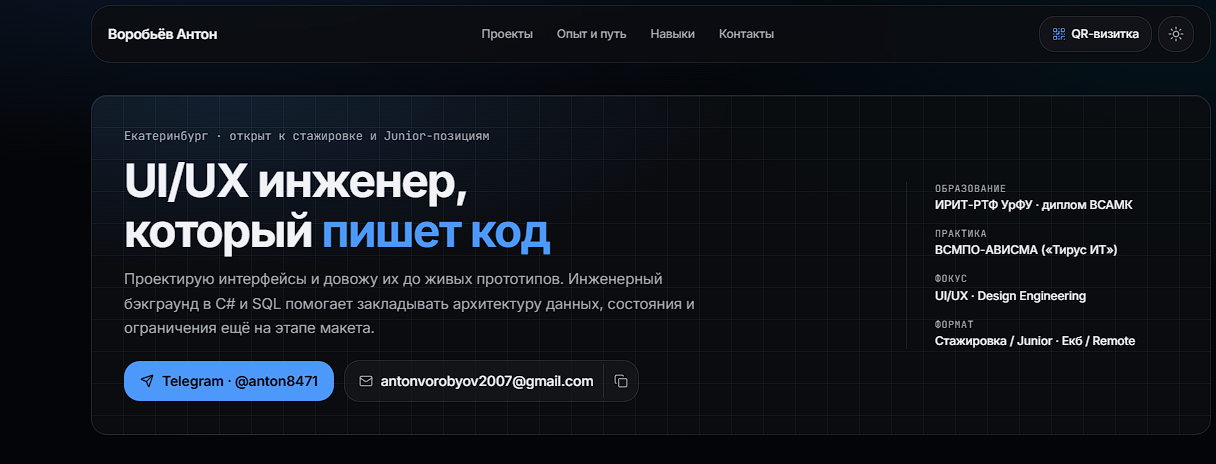 Воробьёв Антон
Проекты
Опыт и путь
Навыки
Контакты
QR-визитка
Екатеринбург · открыт к стажировке и Junior-позициям
UI/UX инженер,
который пишет код
Проектирую интерфейсы и довожу их до живых прототипов. Инженерный
бэкграунд в C# и SQL помогает закладывать архитектуру данных, состояния и
ограничения ещё на этапе макета.
Telegram · @anton8471
antonvorobyov2007@gmail.com
ОБРАЗОВАНИЕ
ИРИТ-РТФ УрФУ · диплом ВСАМК
ПРАКТИКА
ВСМПО-АВИСМА («Тирус ИТ»)
ФОКУС
UI/UX · Design Engineering
ФОРМАТ
Стажировка / Junior · Екб / Remote